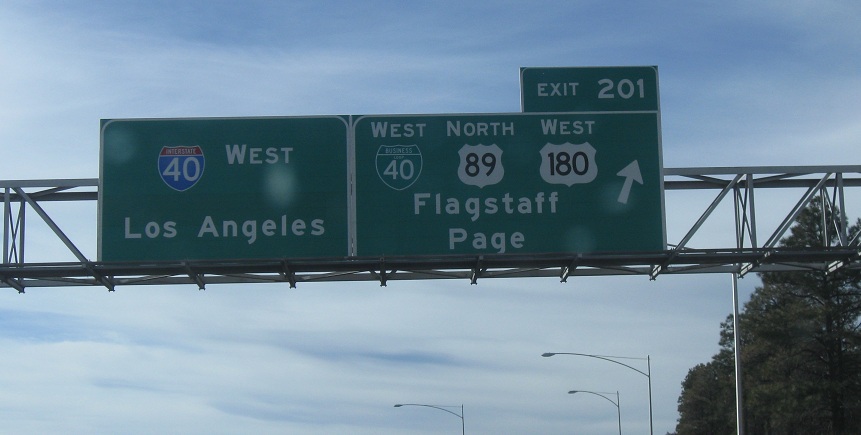 INTERSTATE
40
WEST
Los Angeles
EXIT 201
WEST NORTH WEST
BUSINESS
40 89 180
Flagstaff
Page